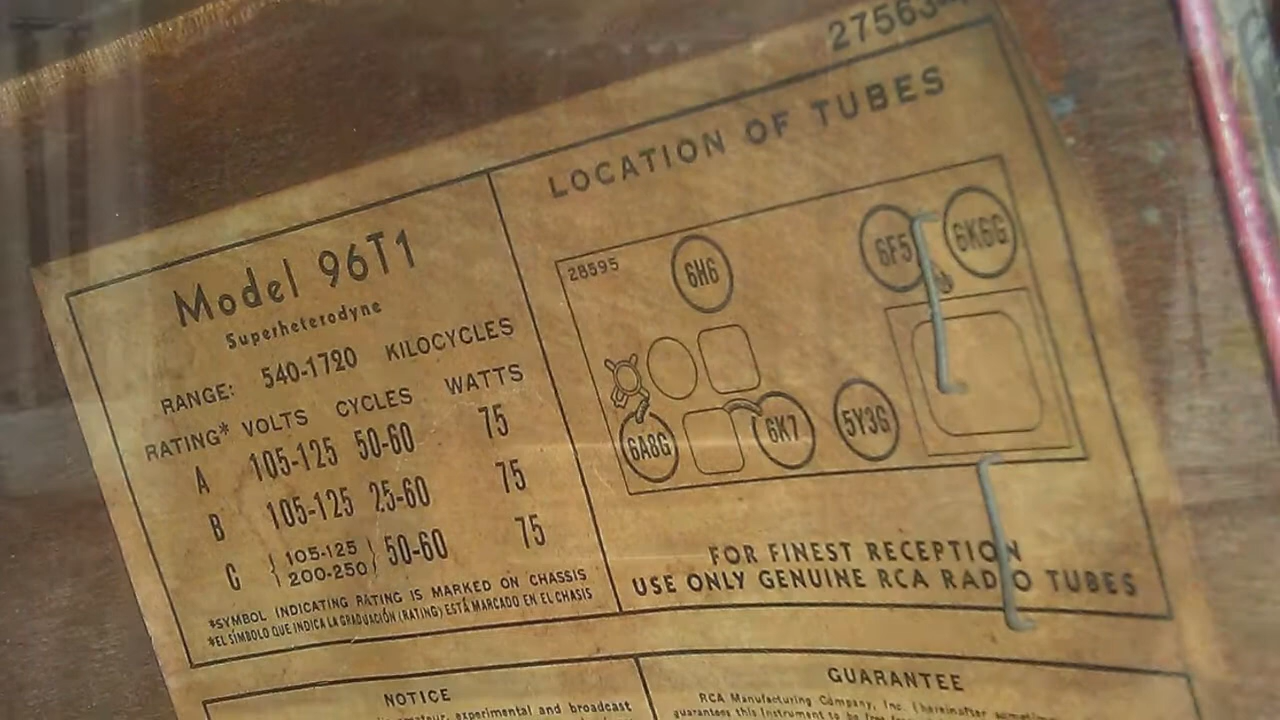 27563-
Model 96T1
Superheterodyne
RANGE: 540-1720 KILOCYCLES
RATING* VOLTS CYCLES WATTS
A 105-125 50-60 75
B 105-125 25-60 75
C { 105-125 200-250 } 50-60 75
*SYMBOL INDICATING RATING IS MARKED ON CHASSIS
*EL SÍMBOLO QUE INDICA LA GRADUACIÓN (RATING) ESTÁ MARCADO EN EL CHASIS
LOCATION OF TUBES
28595
6H6
6F5
6K6G
6A8G
6K7
5Y3G
FOR FINEST RECEPTION
USE ONLY GENUINE RCA RADIO TUBES
NOTICE
amateur, experimental and broadcast
GUARANTEE
RCA Manufacturing Company, Inc. (hereinafter
guarantees this Instrument to be free